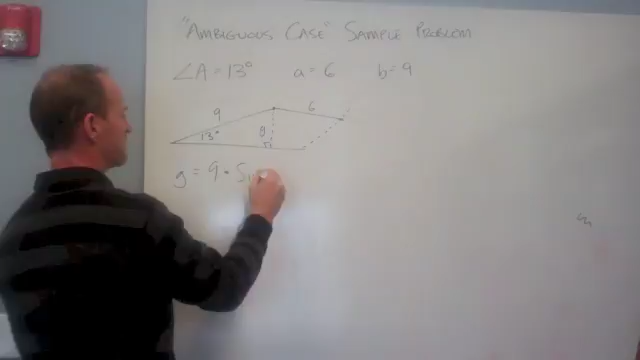 "AMBIGUOUS CASE" SAMPLE PROBLEM
∠A = 13° a = 6 b = 9
9 6
13° g
g = 9 · Si